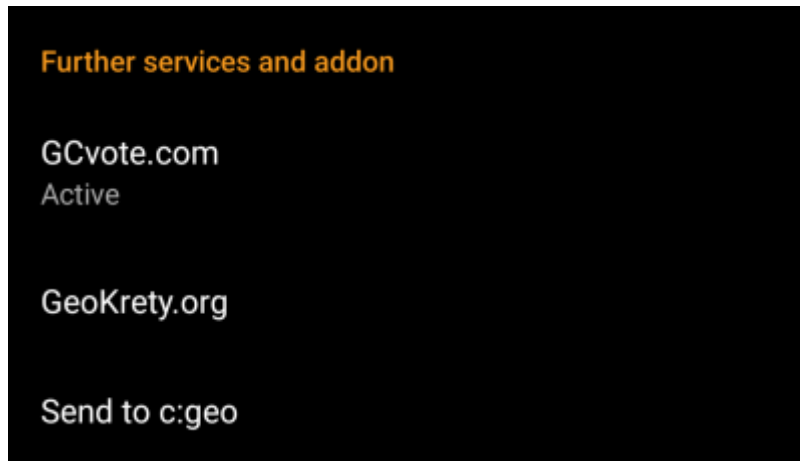 Further services and addon
GCvote.com
Active
GeoKrety.org
Send to c:geo